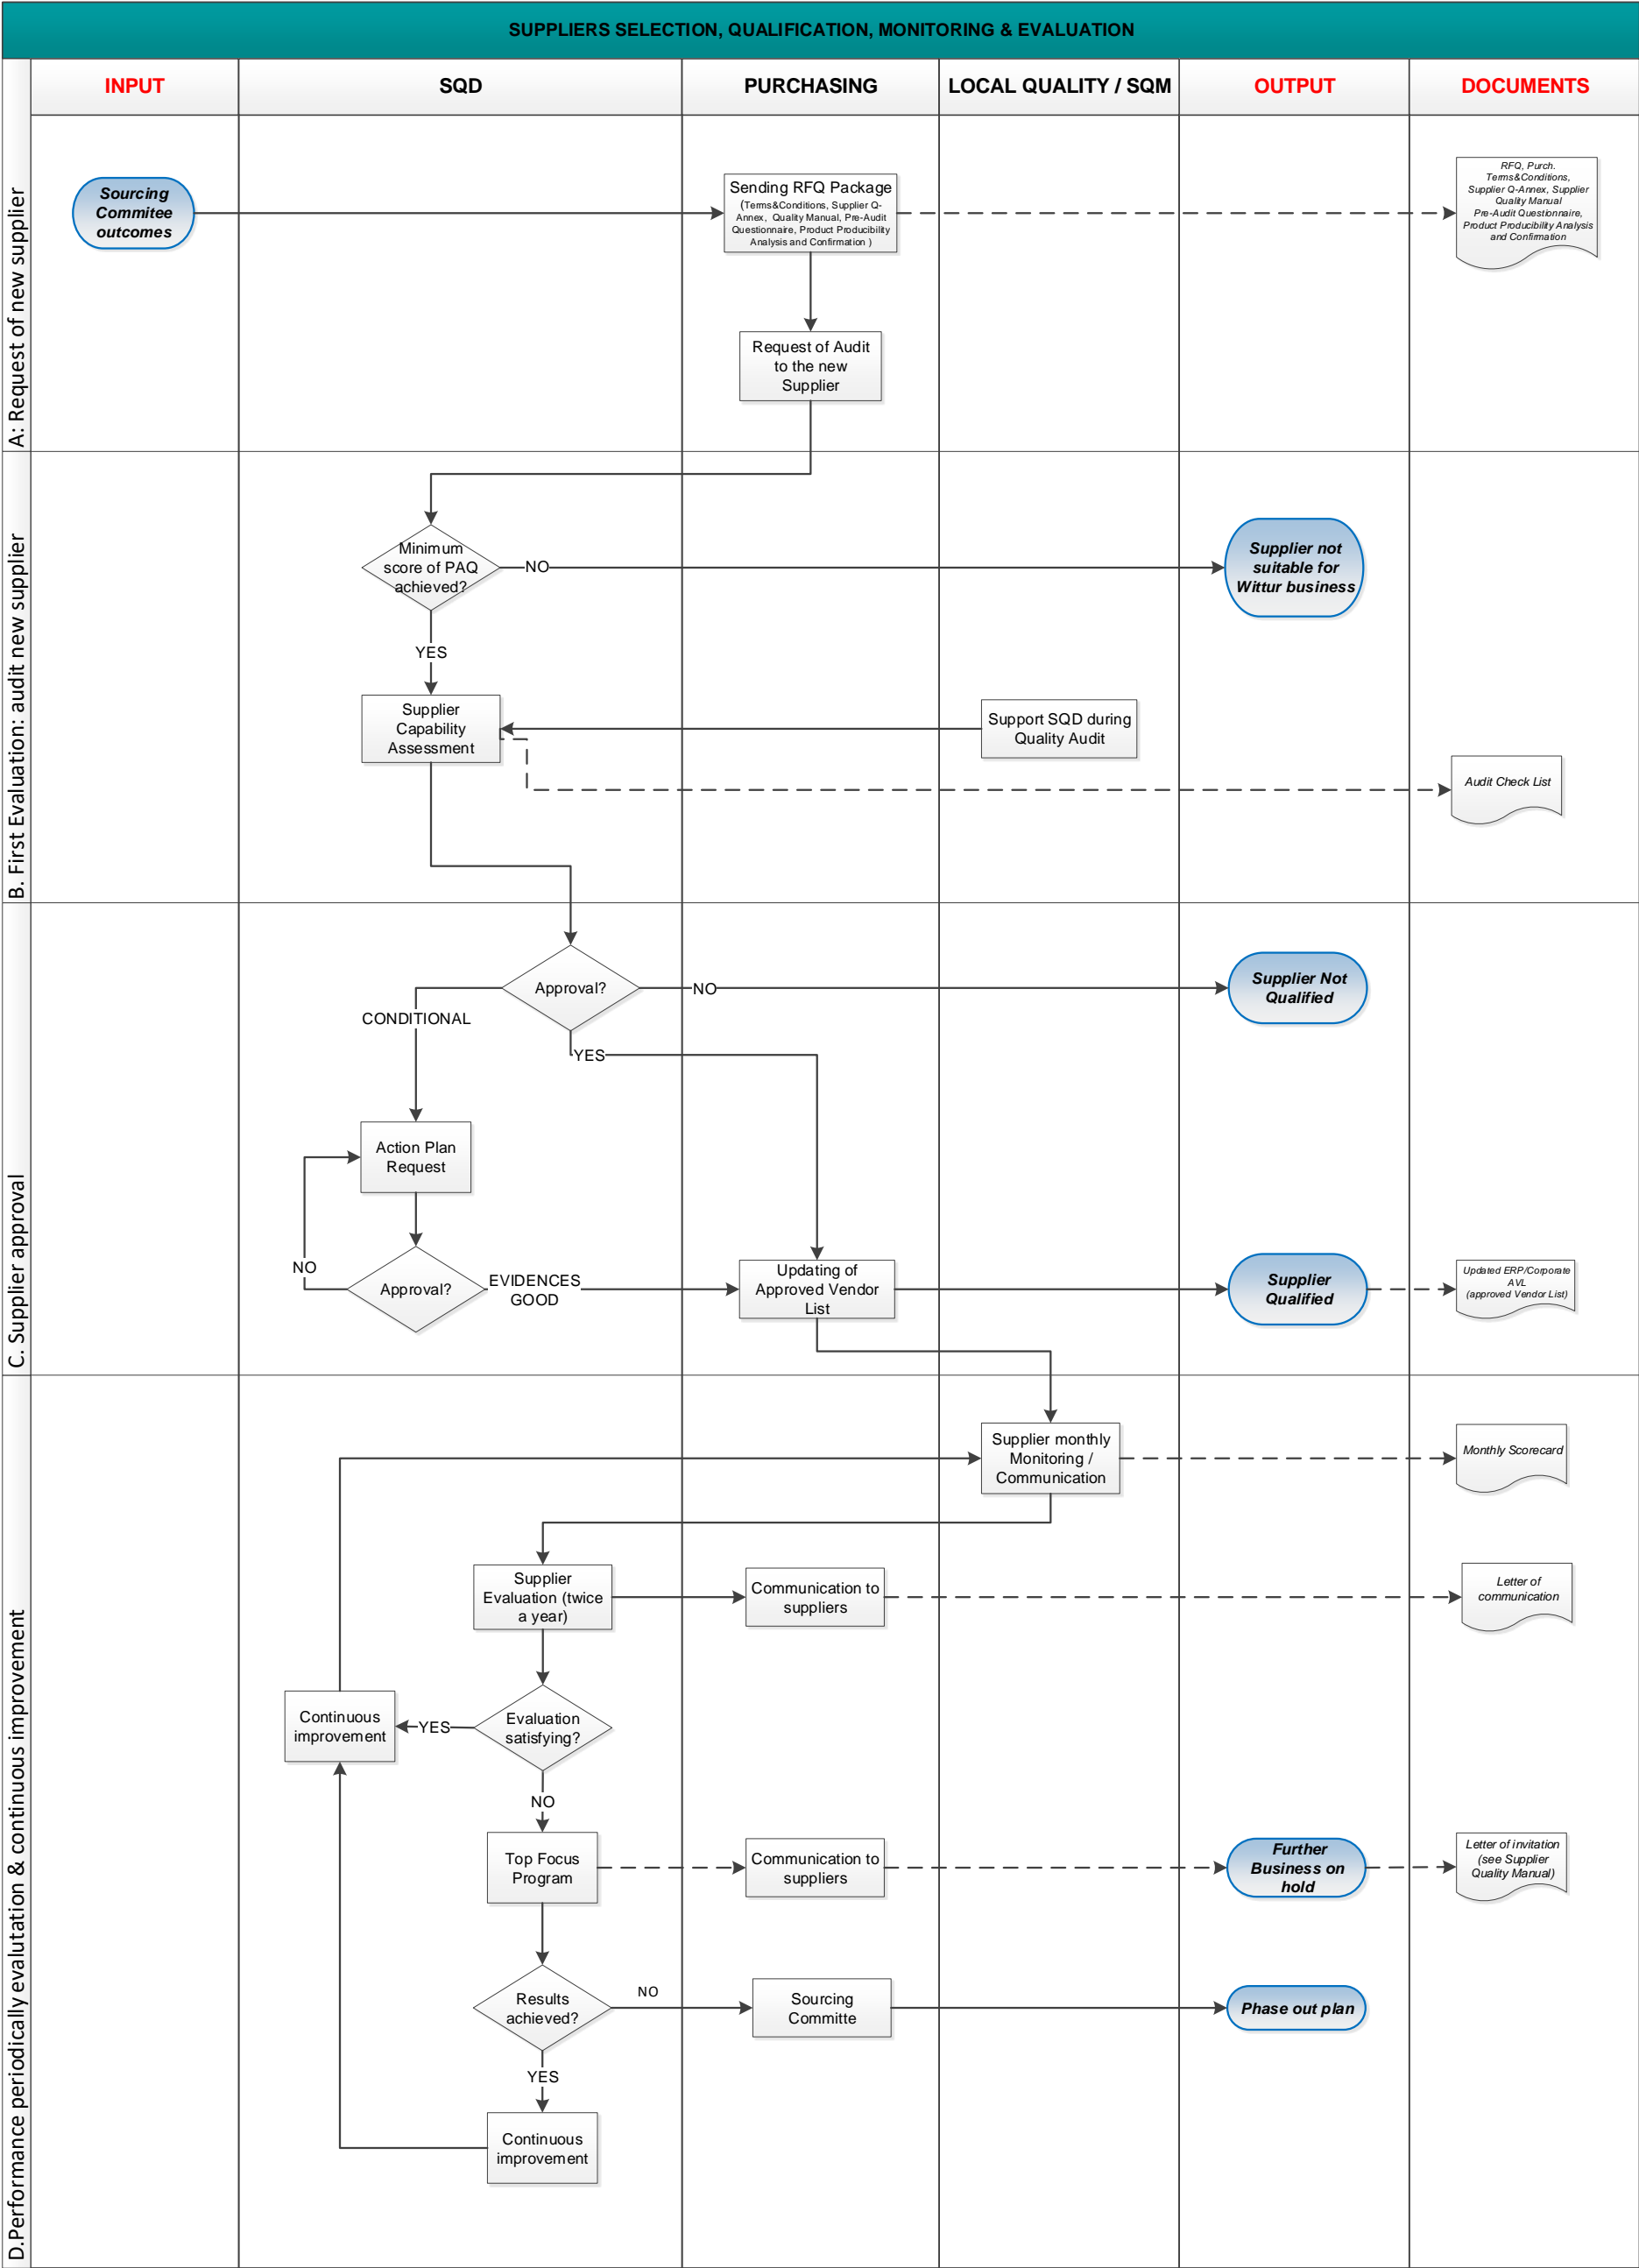 SUPPLIERS SELECTION, QUALIFICATION, MONITORING & EVALUATION
INPUT
SQD
PURCHASING
LOCAL QUALITY / SQM
OUTPUT
DOCUMENTS
A: Request of new supplier
Sourcing
Commitee
outcomes
Sending RFQ Package
(Terms&Conditions, Supplier Q-
Annex, Quality Manual, Pre-Audit
Questionnaire, Product Producibility
Analysis and Confirmation )
RFQ, Purch.
Terms&Conditions,
Supplier Q-Annex, Supplier
Quality Manual
Pre-Audit Questionnaire,
Product Producibility Analysis
and Confirmation
Request of Audit
to the new
Supplier
B. First Evaluation: audit new supplier
Minimum
score of PAQ
achieved?
NO
Supplier not
suitable for
Wittur business
YES
Supplier
Capability
Assessment
Support SQD during
Quality Audit
Audit Check List
C. Supplier approval
Approval?
NO
Supplier Not
Qualified
CONDITIONAL
YES
Action Plan
Request
NO
Approval?
EVIDENCES
GOOD
Updating of
Approved Vendor
List
Supplier
Qualified
Updated ERP/Corporate
AVL
(approved Vendor List)
D.Performance periodically evalutation & continuous improvement
Supplier monthly
Monitoring /
Communication
Monthly Scorecard
Supplier
Evaluation (twice
a year)
Communication to
suppliers
Letter of
communication
Continuous
improvement
YES
Evaluation
satisfying?
NO
Top Focus
Program
Communication to
suppliers
Further
Business on
hold
Letter of invitation
(see Supplier
Quality Manual)
Results
achieved?
NO
Sourcing
Committe
Phase out plan
YES
Continuous
improvement